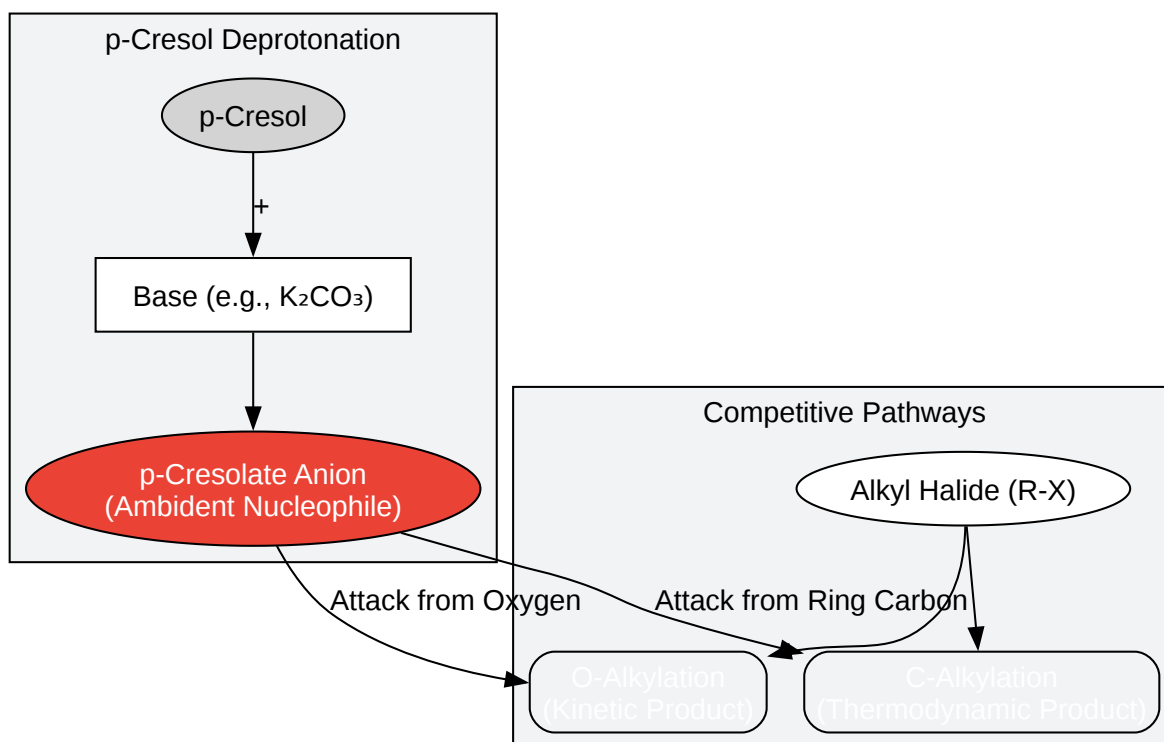 p-Cresol Deprotonation
p-Cresol
+
Base (e.g., K₂CO₃)
p-Cresolate Anion
(Ambident Nucleophile)
Competitive Pathways
Alkyl Halide (R-X)
Attack from Oxygen
Attack from Ring Carbon
O-Alkylation
(Kinetic Product)
C-Alkylation
(Thermodynamic Product)